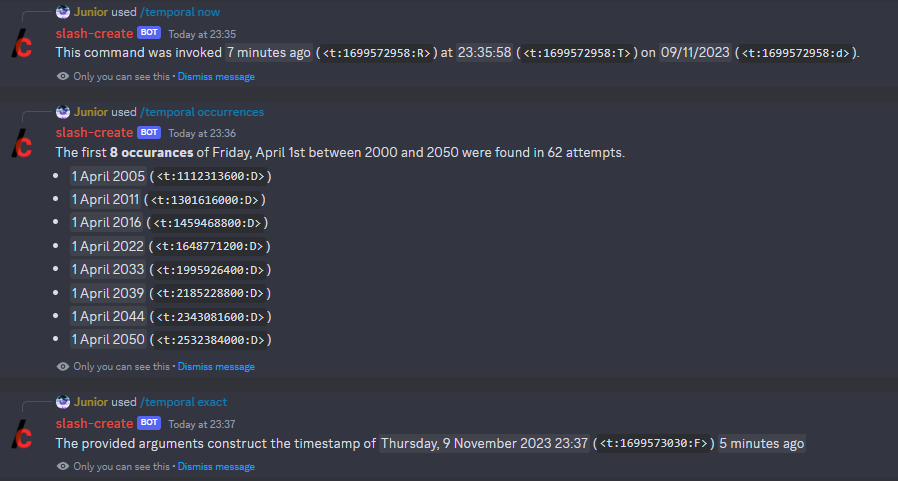 Junior used /temporal now
slash-create BOT Today at 23:35
This command was invoked 7 minutes ago (<t:1699572958:R>) at 23:35:58 (<t:1699572958:T>) on 09/11/2023 (<t:1699572958:d>).
Only you can see this • Dismiss message
Junior used /temporal occurrences
slash-create BOT Today at 23:36
The first 8 occurances of Friday, April 1st between 2000 and 2050 were found in 62 attempts.
• 1 April 2005 (<t:1112313600:D>)
• 1 April 2011 (<t:1301616000:D>)
• 1 April 2016 (<t:1459468800:D>)
• 1 April 2022 (<t:1648771200:D>)
• 1 April 2033 (<t:1995926400:D>)
• 1 April 2039 (<t:2185228800:D>)
• 1 April 2044 (<t:2343081600:D>)
• 1 April 2050 (<t:2532384000:D>)
Only you can see this • Dismiss message
Junior used /temporal exact
slash-create BOT Today at 23:37
The provided arguments construct the timestamp of Thursday, 9 November 2023 23:37 (<t:1699573030:F>) 5 minutes ago
Only you can see this • Dismiss message